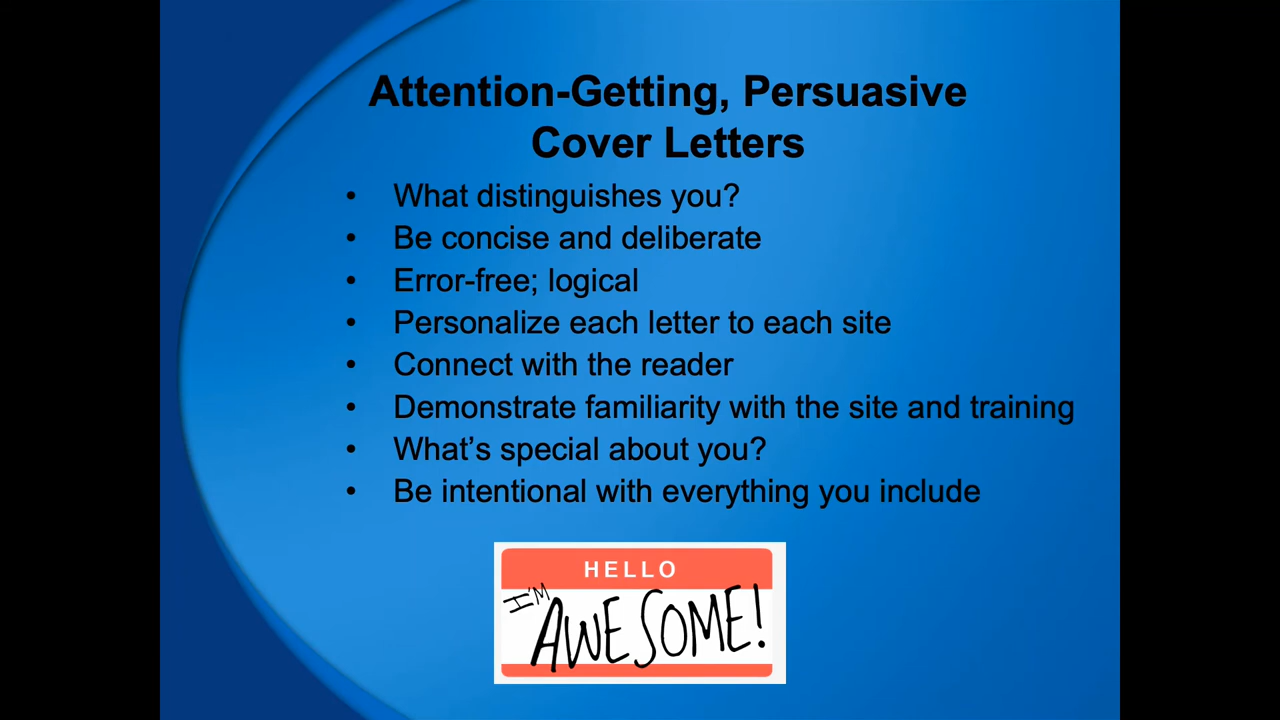 Attention-Getting, Persuasive
Cover Letters
• What distinguishes you?
• Be concise and deliberate
• Error-free; logical
• Personalize each letter to each site
• Connect with the reader
• Demonstrate familiarity with the site and training
• What’s special about you?
• Be intentional with everything you include
HELLO
I'M
AWESOME!